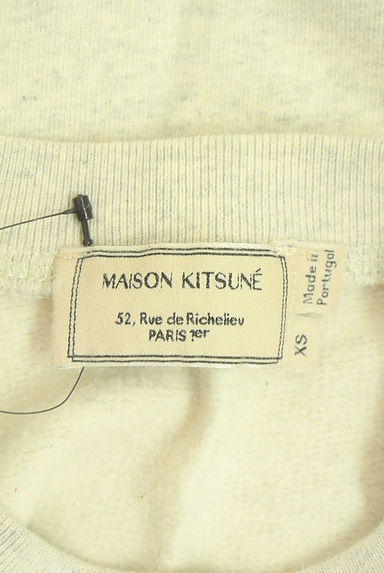 MAISON KITSUNÉ
52, Rue de Richelieu
PARIS 1er
Made in
Portugal
XS